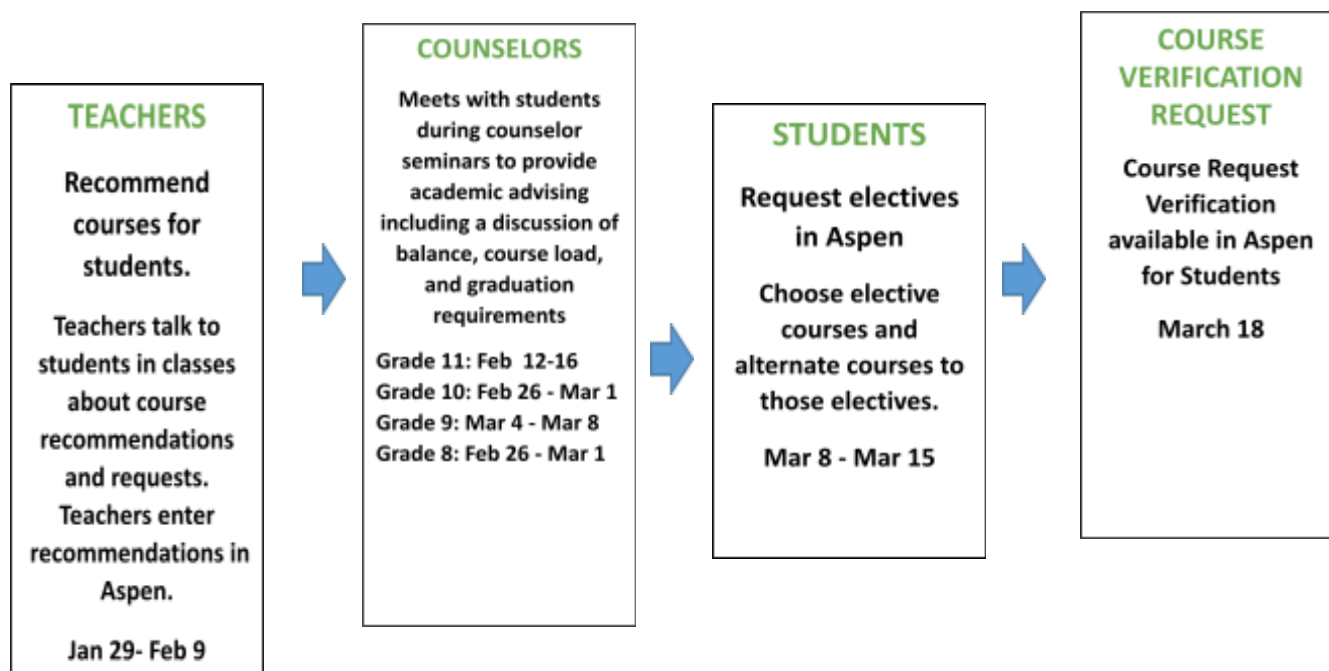 TEACHERS
Recommend
courses for
students.
Teachers talk to
students in classes
about course
recommendations
and requests.
Teachers enter
recommendations in
Aspen.
Jan 29- Feb 9
COUNSELORS
Meets with students
during counselor
seminars to provide
academic advising
including a discussion of
balance, course load,
and graduation
requirements
Grade 11: Feb 12-16
Grade 10: Feb 26 - Mar 1
Grade 9: Mar 4 - Mar 8
Grade 8: Feb 26 - Mar 1
STUDENTS
Request electives
in Aspen
Choose elective
courses and
alternate courses to
those electives.
Mar 8 - Mar 15
COURSE
VERIFICATION
REQUEST
Course Request
Verification
available in Aspen
for Students
March 18